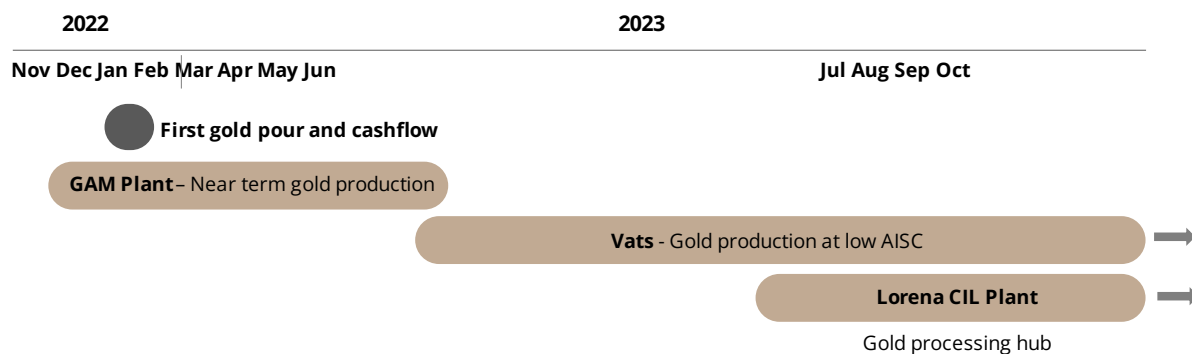 2022 2023
Nov Dec Jan Feb Mar Apr May Jun Jul Aug Sep Oct
First gold pour and cashflow
GAM Plant – Near term gold production
Vats - Gold production at low AISC
Lorena CIL Plant
Gold processing hub